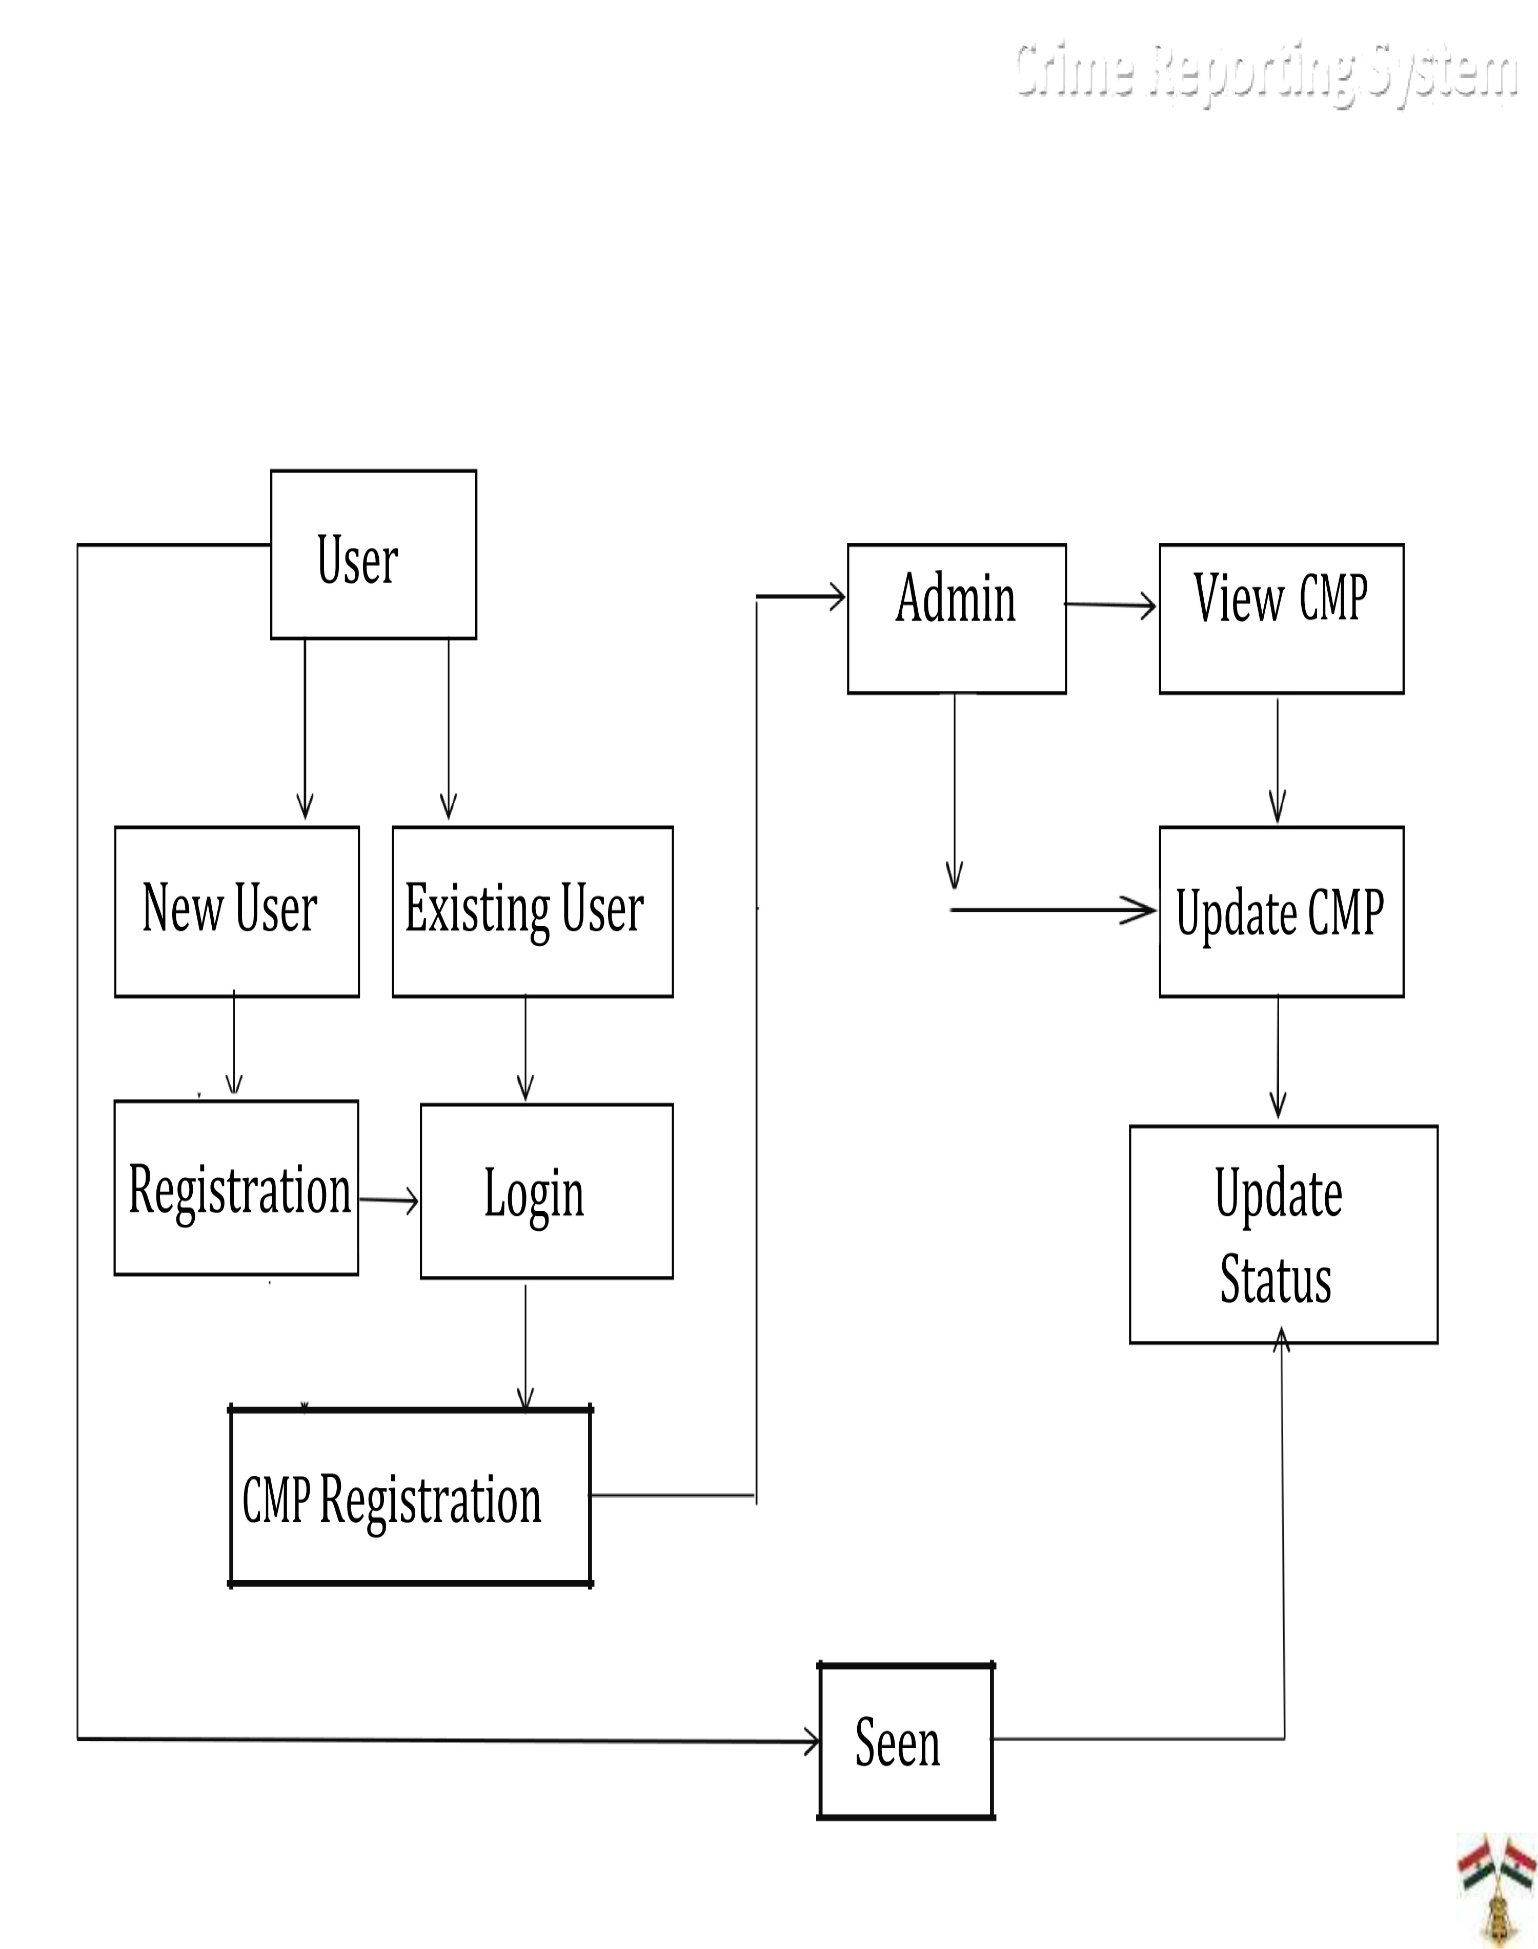 Crime Reporting System
User
Admin
View CMP
New User
Existing User
Update CMP
Registration
Login
Update
Status
CMP Registration
Seen